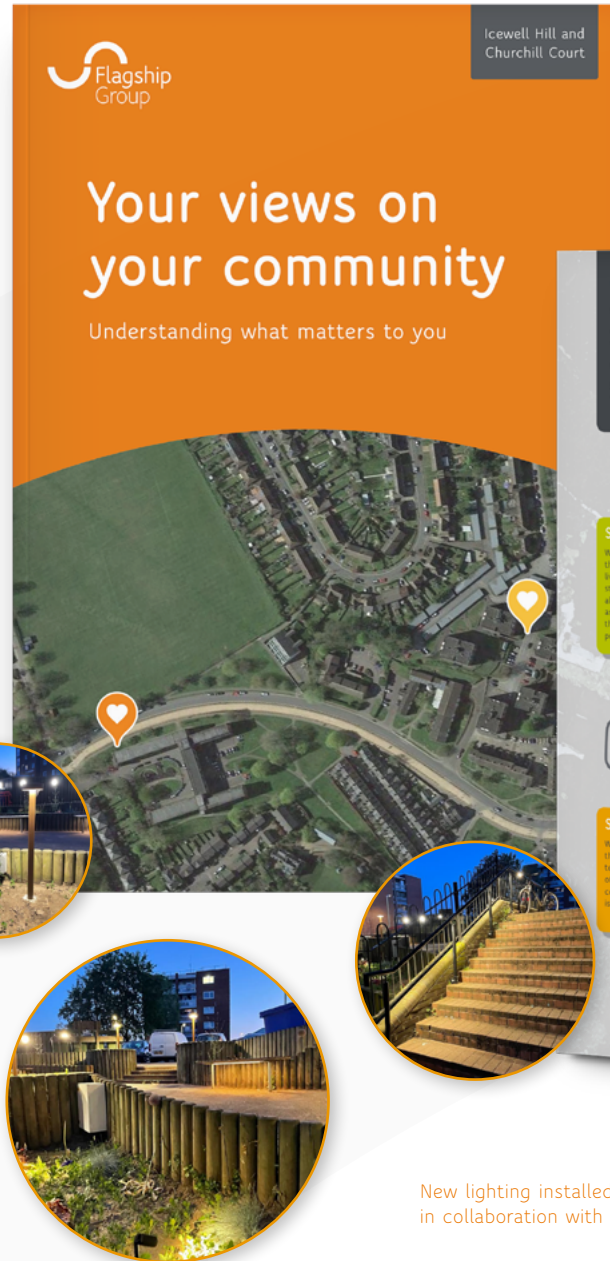 Flagship
Group
Icewell Hill and
Churchill Court
Your views on
your community
Understanding what matters to you
New lighting installed
in collaboration with